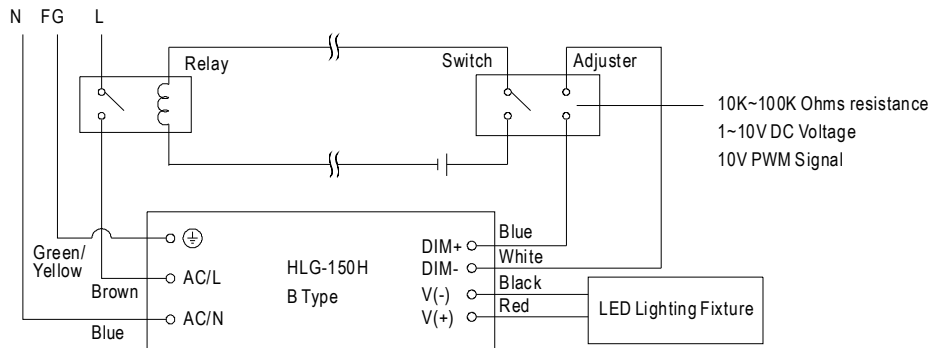 N FG L
Relay
Switch
Adjuster
10K~100K Ohms resistance
1~10V DC Voltage
10V PWM Signal
Green/
Yellow
Brown
Blue
AC/L
AC/N
HLG-150H
B Type
DIM+
DIM-
V(-)
V(+)
Blue
White
Black
Red
LED Lighting Fixture